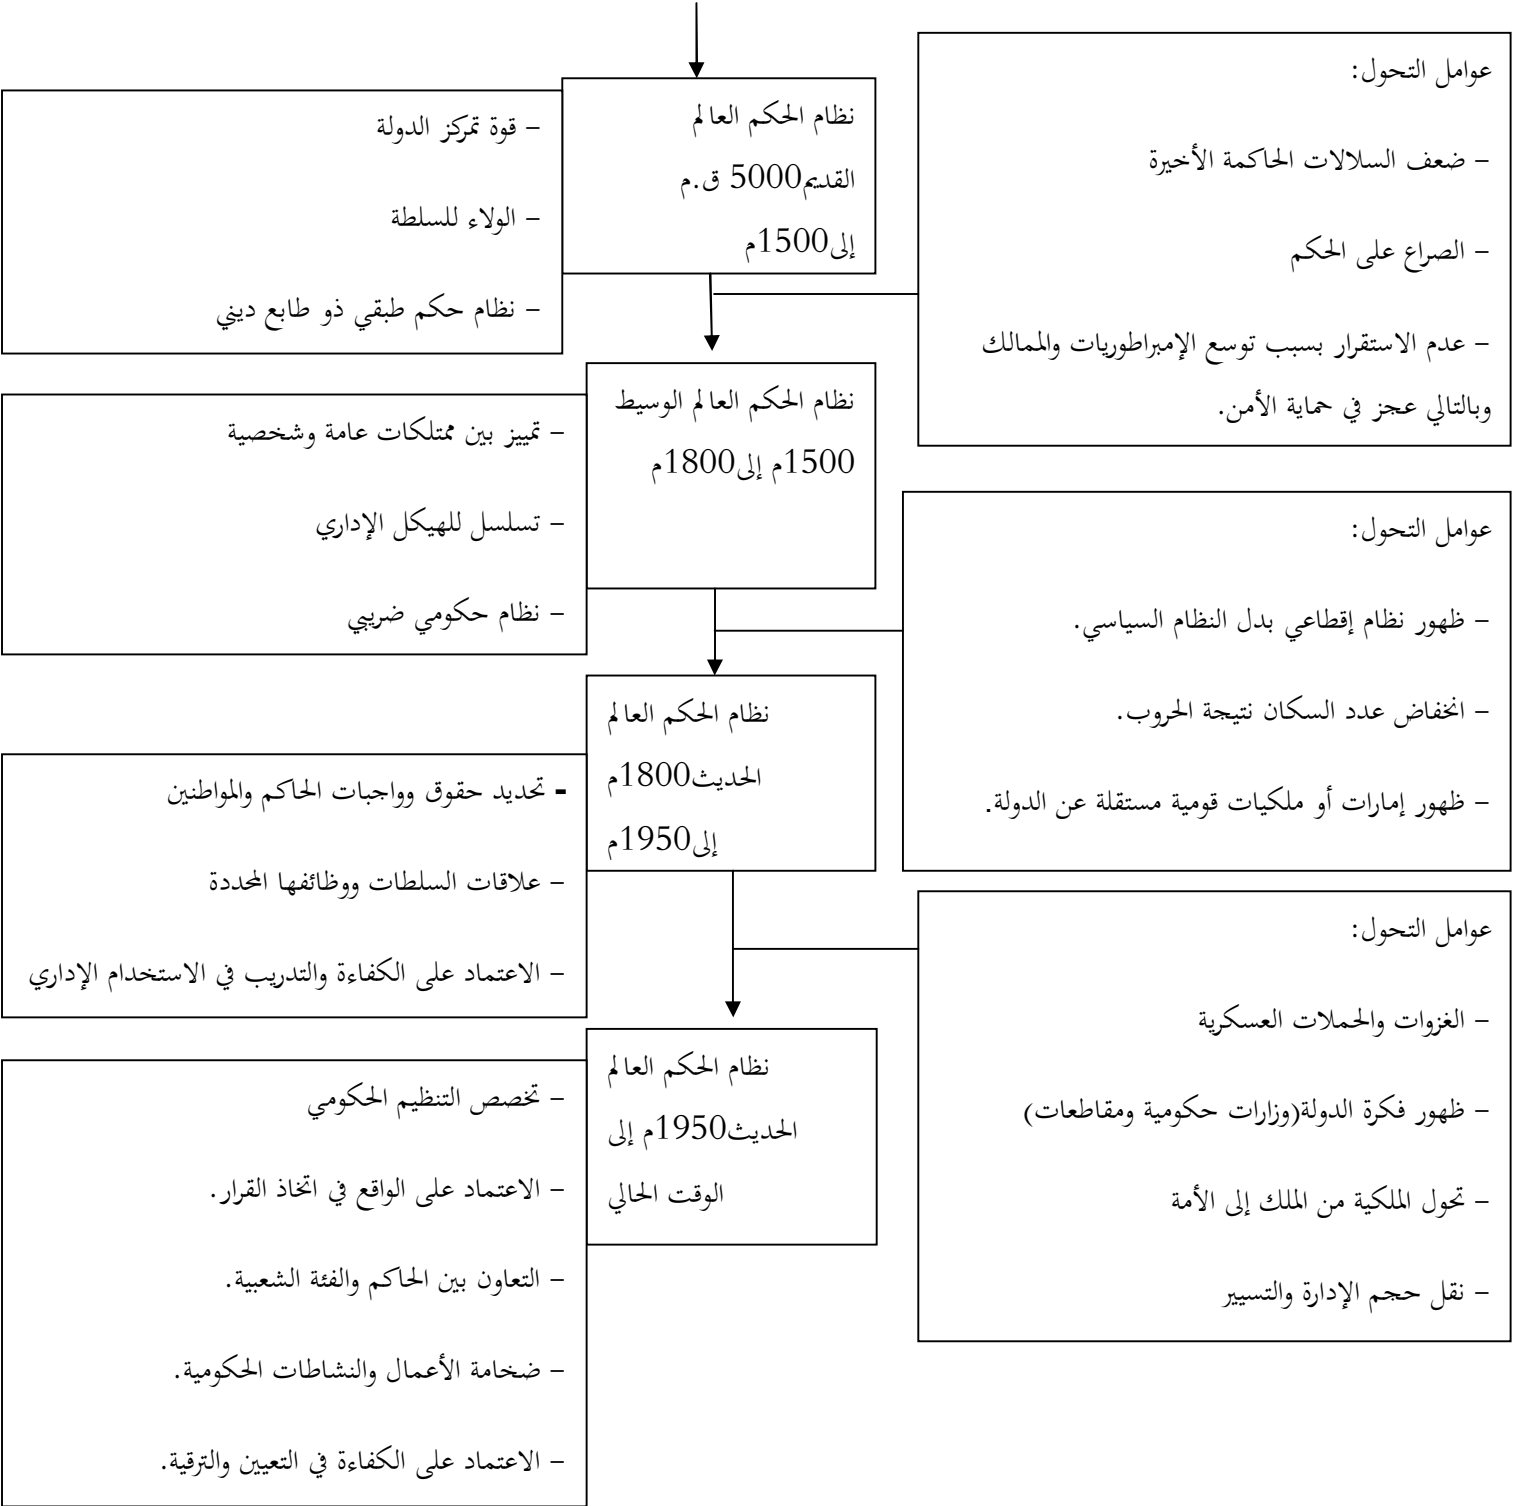 عوامل التحول:
– ضعف السلالات الحاكمة الأخيرة
– الصراع على الحكم
– عدم الاستقرار بسبب توسع الإمبراطوريات والممالك
وبالتالي عجز في حماية الأمن.
نظام الحكم العالم
القديم5000 ق.م
إلى1500م
– قوة تمركز الدولة
– الولاء للسلطة
– نظام حكم طبقي ذو طابع ديني
نظام الحكم العالم الوسيط
1500م إلى1800م
– تمييز بين ممتلكات عامة وشخصية
– تسلسل للهيكل الإداري
– نظام حكومي ضريبي
عوامل التحول:
– ظهور نظام إقطاعي بدل النظام السياسي.
– انخفاض عدد السكان نتيجة الحروب.
– ظهور إمارات أو ملكيات قومية مستقلة عن الدولة.
نظام الحكم العالم
الحديث1800م
إلى1950م
- تحديد حقوق وواجبات الحاكم والمواطنين
– علاقات السلطات ووظائفها المحددة
– الاعتماد على الكفاءة والتدريب في الاستخدام الإداري
عوامل التحول:
– الغزوات والحملات العسكرية
– ظهور فكرة الدولة(وزارات حكومية ومقاطعات)
– تحول الملكية من الملك إلى الأمة
– نقل حجم الإدارة والتسيير
نظام الحكم العالم
الحديث1950م إلى
الوقت الحالي
– تخصص التنظيم الحكومي
– الاعتماد على الواقع في اتخاذ القرار.
– التعاون بين الحاكم والفئة الشعبية.
– ضخامة الأعمال والنشاطات الحكومية.
– الاعتماد على الكفاءة في التعيين والترقية.